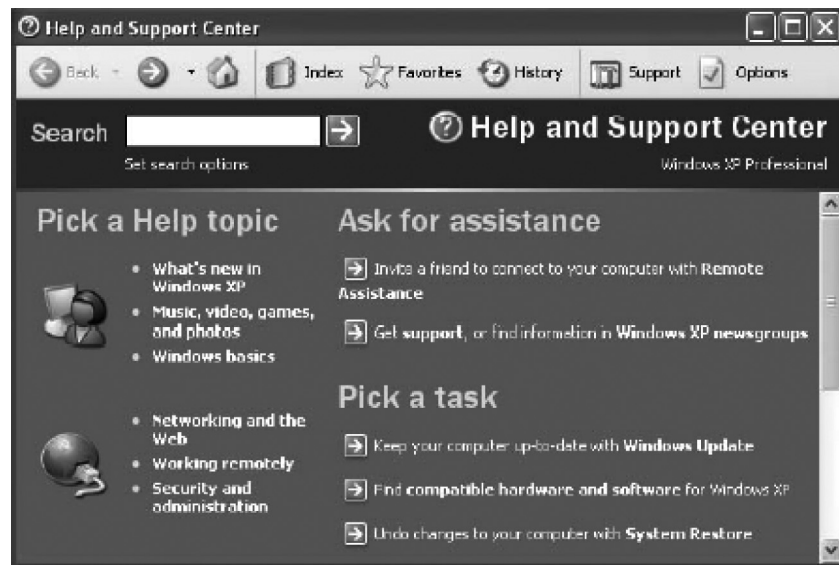 Help and Support Center
Back
Index
Favorites
History
Support
Options
Search
Set search options
Help and Support Center
Windows XP Professional
Pick a Help topic
What's new in
Windows XP
Music, video, games,
and photos
Windows basics
Networking and the
Web
Working remotely
Security and
administration
Ask for assistance
Invite a friend to connect to your computer with Remote
Assistance
Get support, or find information in Windows XP newsgroups
Pick a task
Keep your computer up-to-date with Windows Update
Find compatible hardware and software for Windows XP
Undo changes to your computer with System Restore